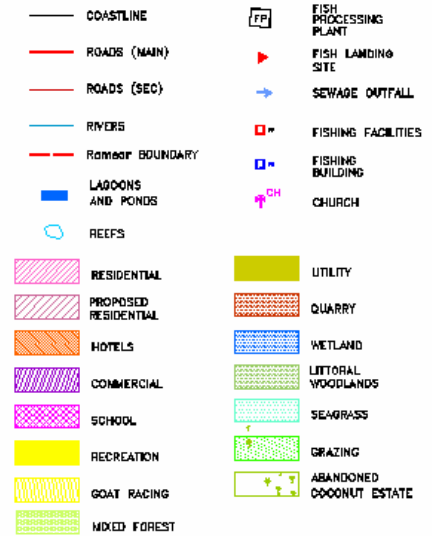 COASTLINE
ROADS (MAIN)
ROADS (SEC)
RIVERS
Ramsar BOUNDARY
LAGOONS
AND PONDS
REEFS
FP
FISH
PROCESSING
PLANT
FISH LANDING
SITE
SEWAGE OUTFALL
FISHING FACILITIES
FISHING
BUILDING
CH
CHURCH
RESIDENTIAL
PROPOSED
RESIDENTIAL
HOTELS
COMMERCIAL
SCHOOL
RECREATION
GOAT RACING
MIXED FOREST
UTILITY
QUARRY
WETLAND
LITTORAL
WOODLANDS
SEAGRASS
GRAZING
ABANDONED
COCONUT ESTATE